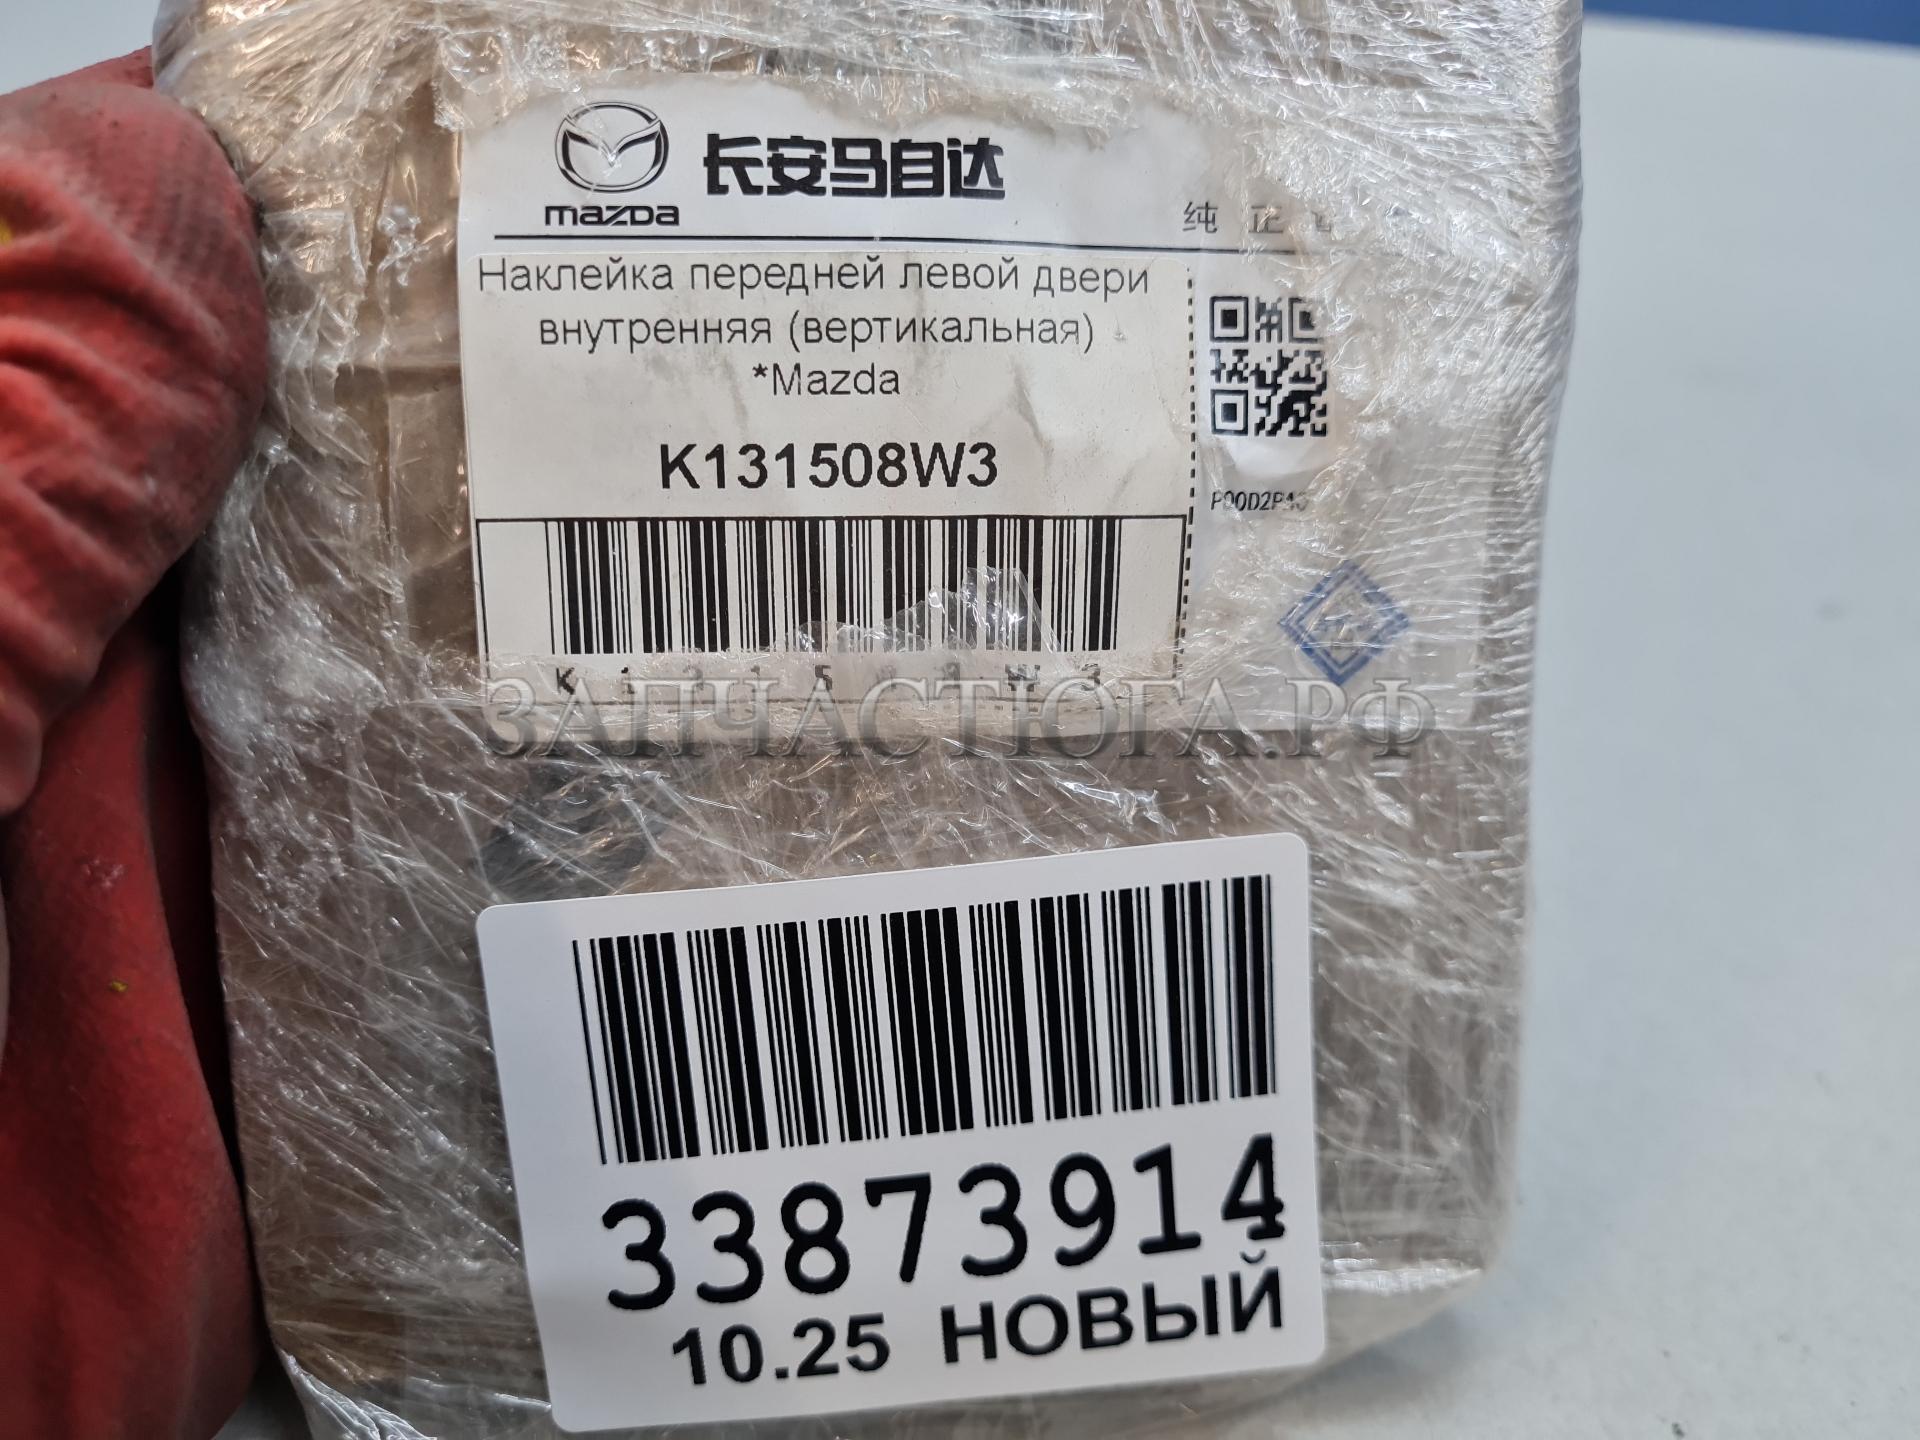 mazda 长安马自达
纯正
Наклейка передней левой двери
внутренняя (вертикальная)
*Mazda
K131508W3
K131508W3
ЗАПЧАСТЮГА.РФ
33873914
10.25 НОВЫЙ